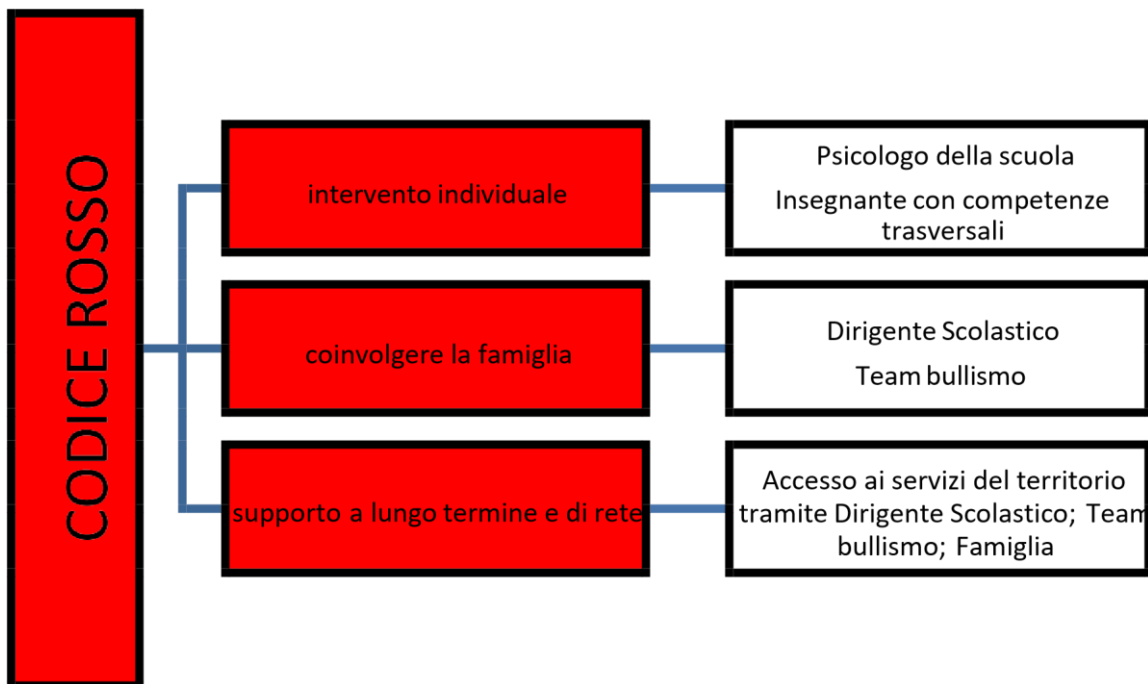 CODICE ROSSO
intervento individuale
Psicologo della scuola
Insegnante con competenze
trasversali
coinvolgere la famiglia
Dirigente Scolastico
Team bullismo
supporto a lungo termine e di rete
Accesso ai servizi del territorio
tramite Dirigente Scolastico; Team
bullismo; Famiglia